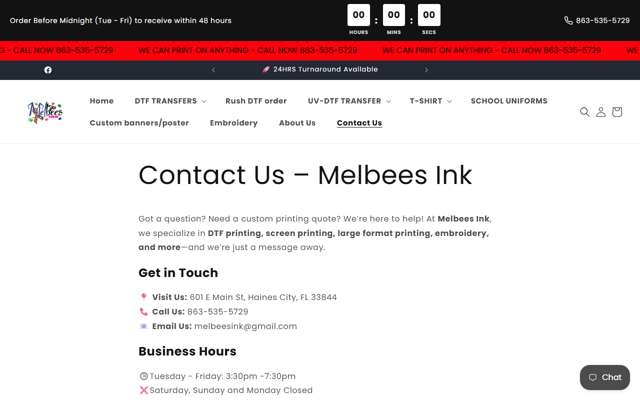 Order Before Midnight (Tue - Fri) to receive within 48 hours
00 : 00 : 00
HOURS MINS SECS
863-535-5729
- CALL NOW 863-535-5729 WE CAN PRINT ON ANYTHING - CALL NOW 863-535-5729 WE CAN PRINT ON ANYTHING - CALL NOW 863-535-5729 WE
🚀 24HRS Turnaround Available
Home DTF TRANSFERS Rush DTF order UV-DTF TRANSFER T-SHIRT SCHOOL UNIFORMS
Custom banners/poster Embroidery About Us Contact Us
Contact Us – Melbees Ink
Got a question? Need a custom printing quote? We're here to help! At Melbees Ink,
we specialize in DTF printing, screen printing, large format printing, embroidery,
and more—and we're just a message away.
Get in Touch
📍 Visit Us: 601 E Main St, Haines City, FL 33844
📞 Call Us: 863-535-5729
📧 Email Us: melbeesink@gmail.com
Business Hours
🕒Tuesday - Friday: 3:30pm -7:30pm
❌Saturday, Sunday and Monday Closed
Chat